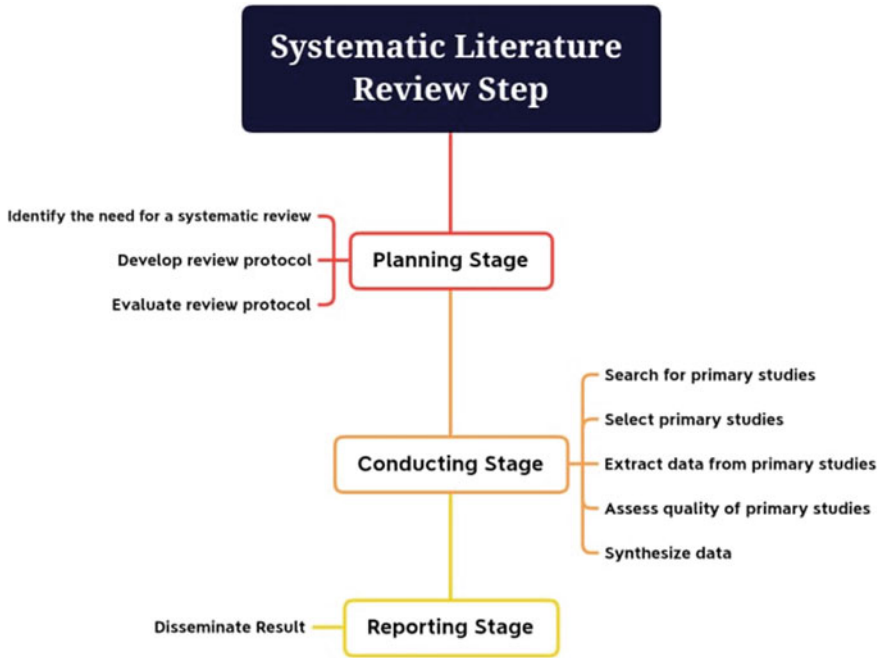 Systematic Literature
Review Step
Identify the need for a systematic review
Develop review protocol
Evaluate review protocol
Planning Stage
Search for primary studies
Select primary studies
Extract data from primary studies
Assess quality of primary studies
Synthesize data
Conducting Stage
Disseminate Result
Reporting Stage